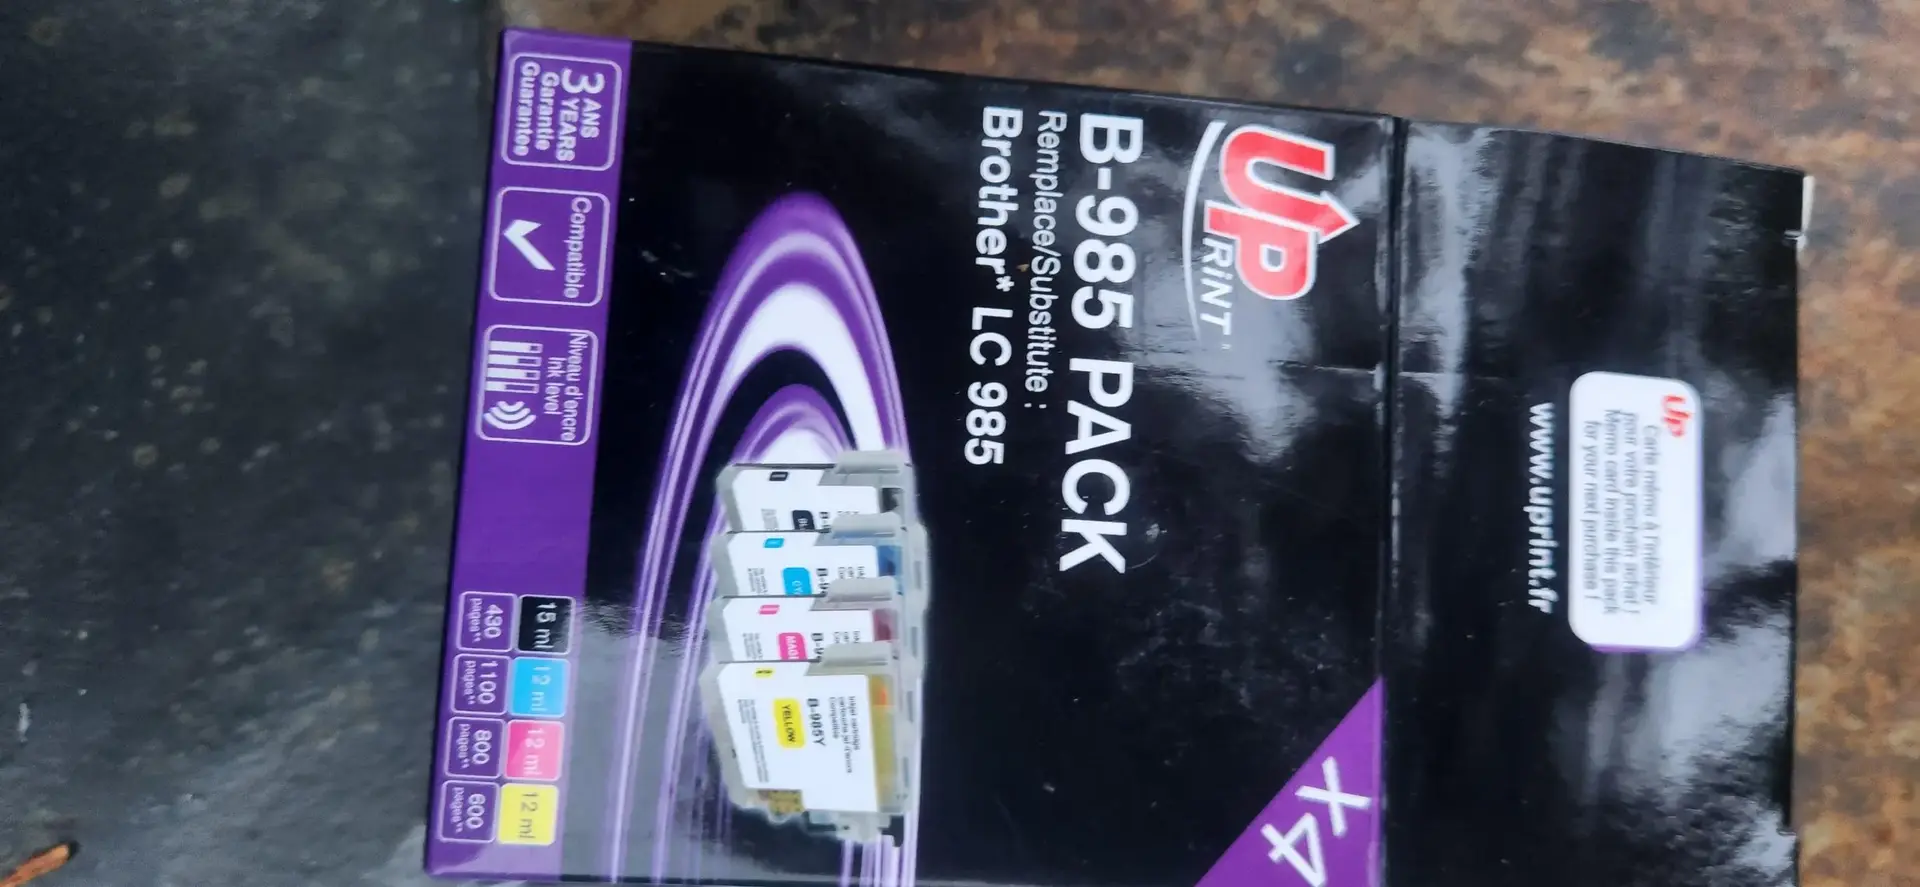 Up
Carte mémo à l'intérieur
pour votre prochain achat !
Memo card inside this pack
for your next purchase !
www.uprint.fr
UPRiNT
B-985 PACK
Remplace/Substitute :
Brother* LC 985
X4
B-985Y
YELLOW
3 ANS
YEARS
Garantie
Guarantee
Compatible
Niveau d'encre
Ink level
15 ml
12 ml
12 ml
12 ml
430
pages**
1100
pages**
800
pages**
600
pages**